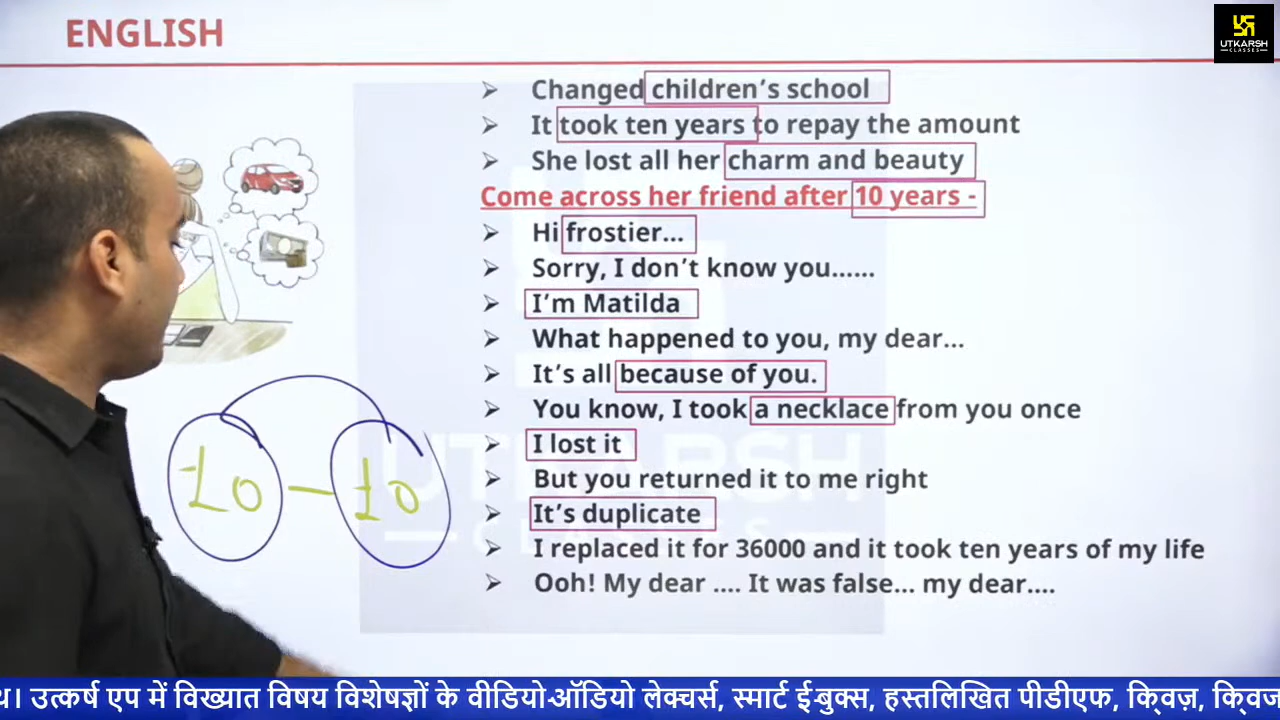 ENGLISH
UTKARSH
CLASSES
Changed children's school
It took ten years to repay the amount
She lost all her charm and beauty
Come across her friend after 10 years -
Hi frostier...
Sorry, I don't know you......
I'm Matilda
What happened to you, my dear...
It's all because of you.
You know, I took a necklace from you once
I lost it
But you returned it to me right
It's duplicate
I replaced it for 36000 and it took ten years of my life
Ooh! My dear .... It was false... my dear....
10 – 10
UTKARSH
CLASSES
उत्कर्ष एप में विख्यात विषय विशेषज्ञों के वीडियो-ऑडियो लेक्चर्स, स्मार्ट ई-बुक्स, हस्तलिखित पीडीएफ, क्विज़,